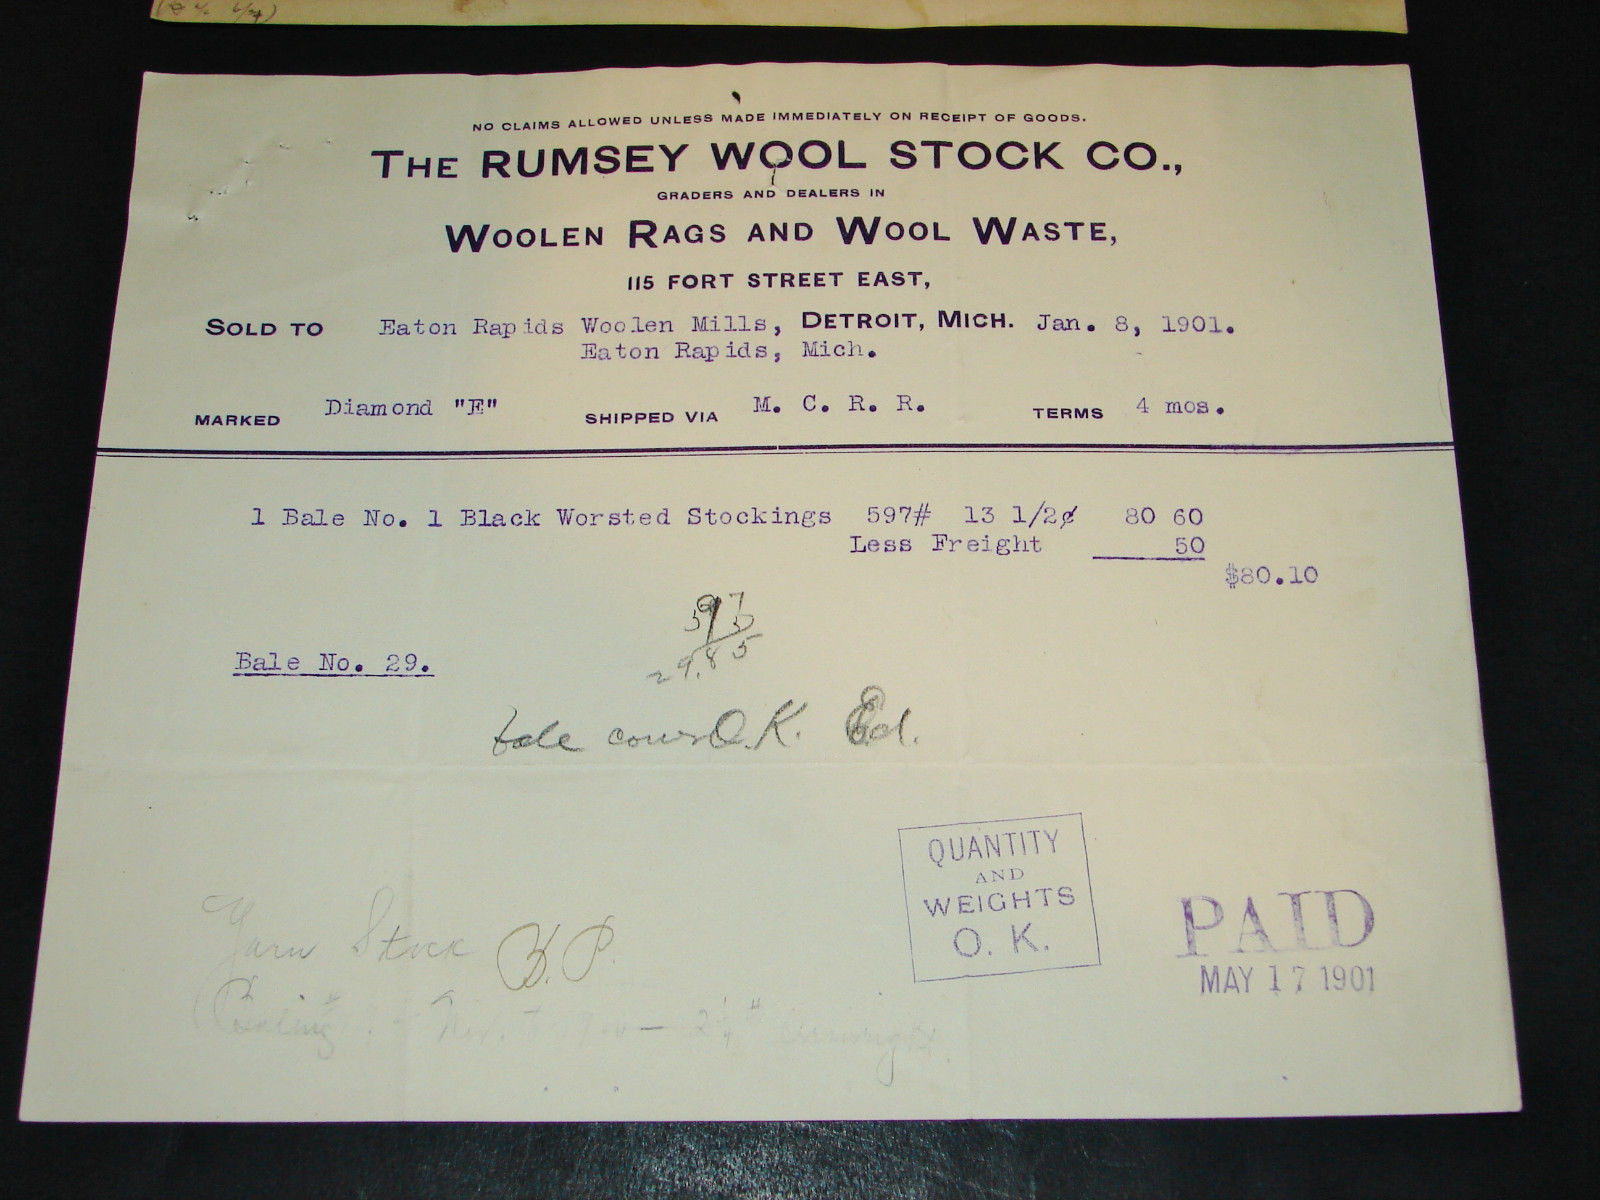 NO CLAIMS ALLOWED UNLESS MADE IMMEDIATELY ON RECEIPT OF GOODS.
THE RUMSEY WOOL STOCK CO.,
GRADERS AND DEALERS IN
WOOLEN RAGS AND WOOL WASTE,
115 FORT STREET EAST,
SOLD TO Eaton Rapids Woolen Mills, DETROIT, MICH. Jan. 8, 1901.
Eaton Rapids, Mich.
MARKED Diamond "E" SHIPPED VIA M. C. R. R. TERMS 4 mos.
1 Bale No. 1 Black Worsted Stockings 597# 13 1/2¢ 80 60
Less Freight 50
$80.10
597
Bale No. 29.
29.85
O.K. Ed.
QUANTITY
AND
WEIGHTS
O. K.
PAID
MAY 17 1901
Yarn Stock B.P.